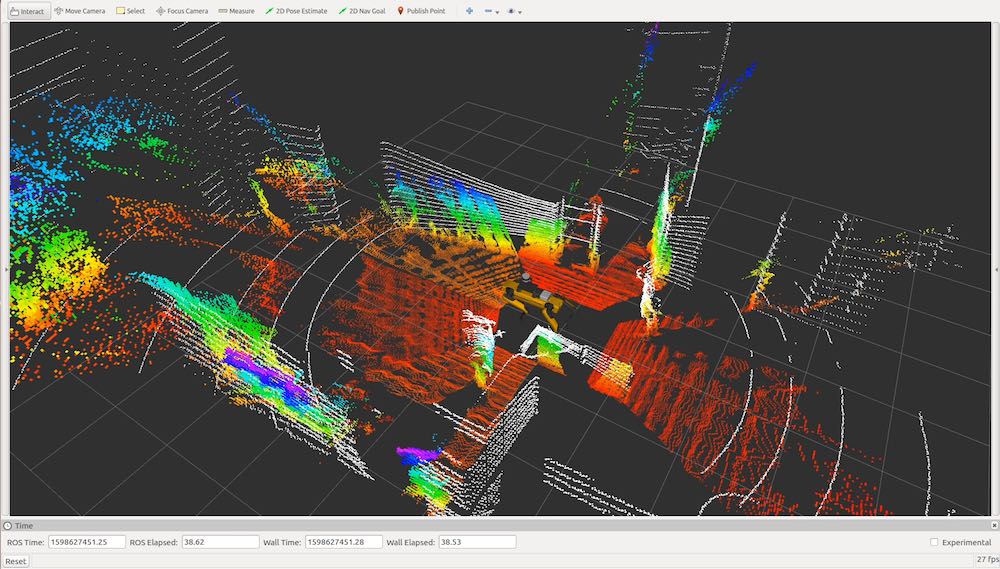 Interact Move Camera Select Focus Camera Measure 2D Pose Estimate 2D Nav Goal Publish Point
Time
ROS Time: 1598627451.25 ROS Elapsed: 38.62 Wall Time: 1598627451.28 Wall Elapsed: 38.53 Experimental
Reset 27 fps